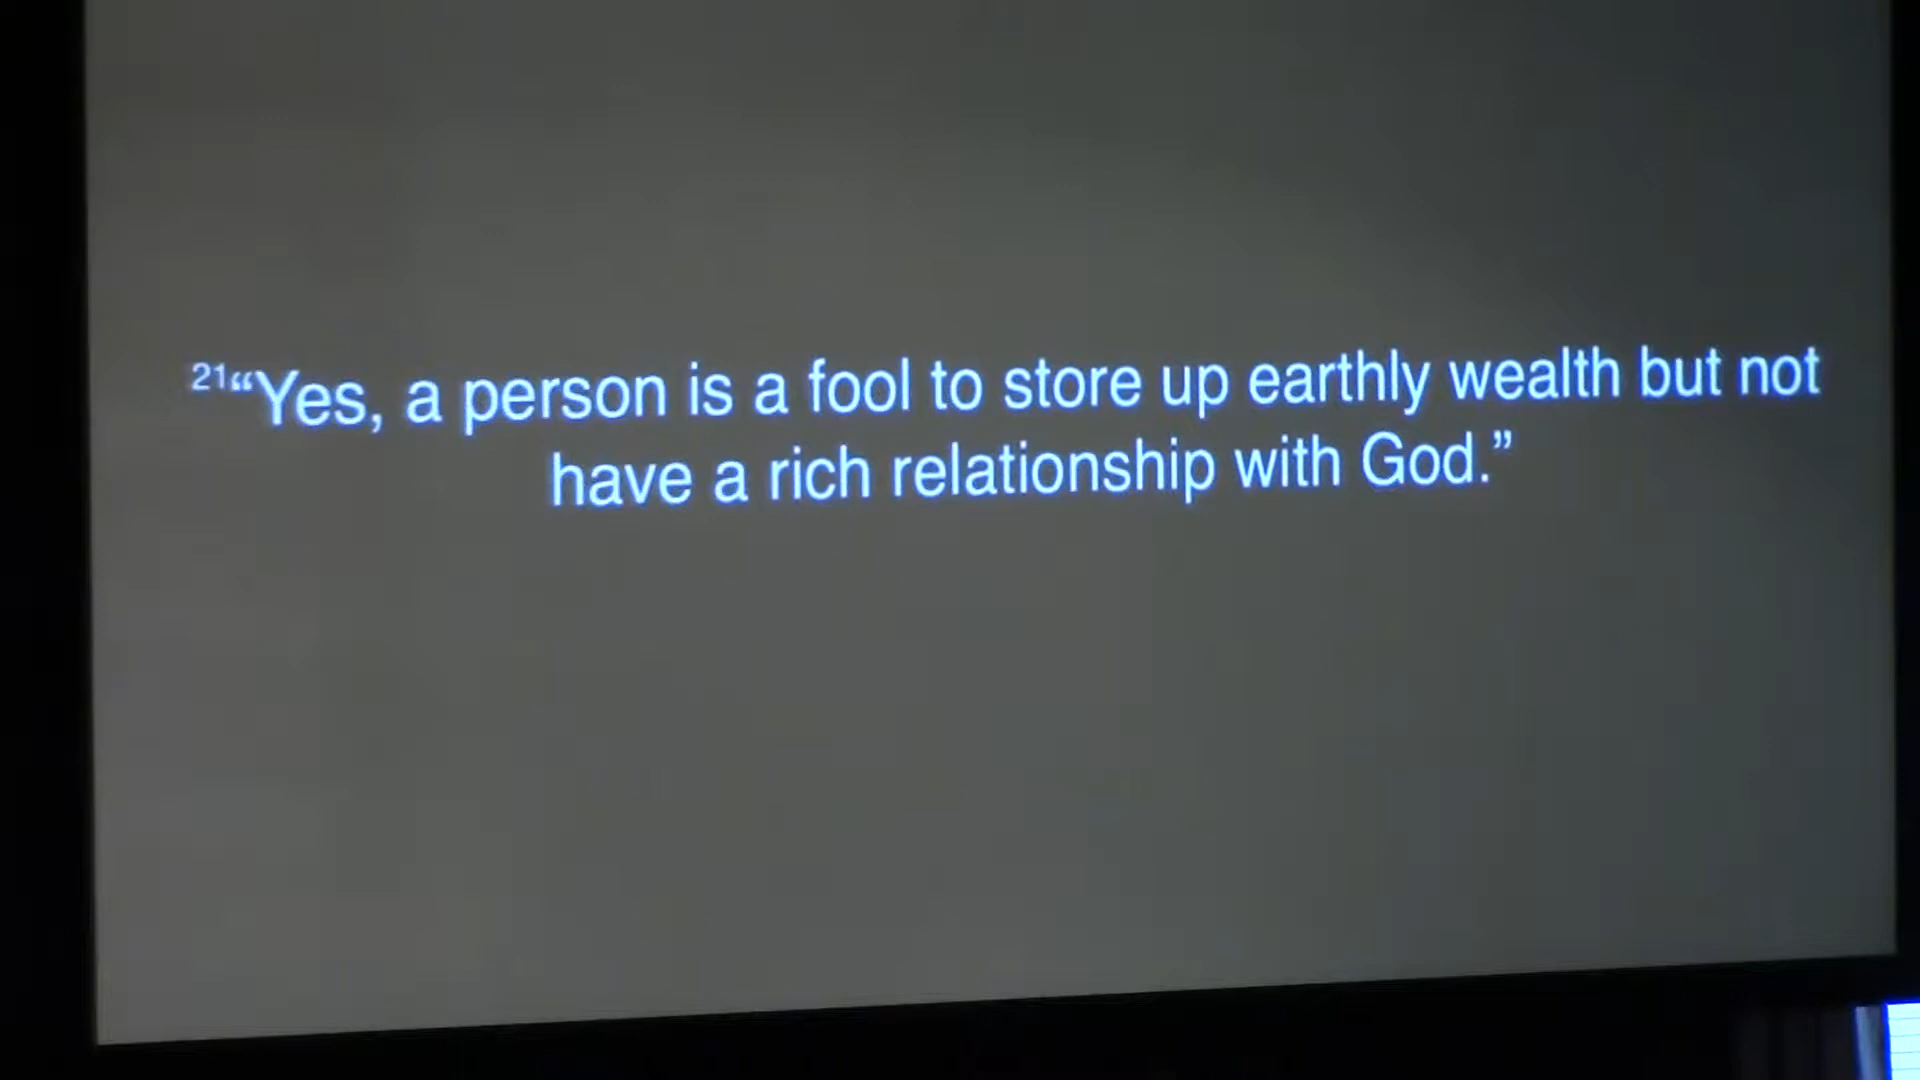 21“Yes, a person is a fool to store up earthly wealth but not
have a rich relationship with God.”